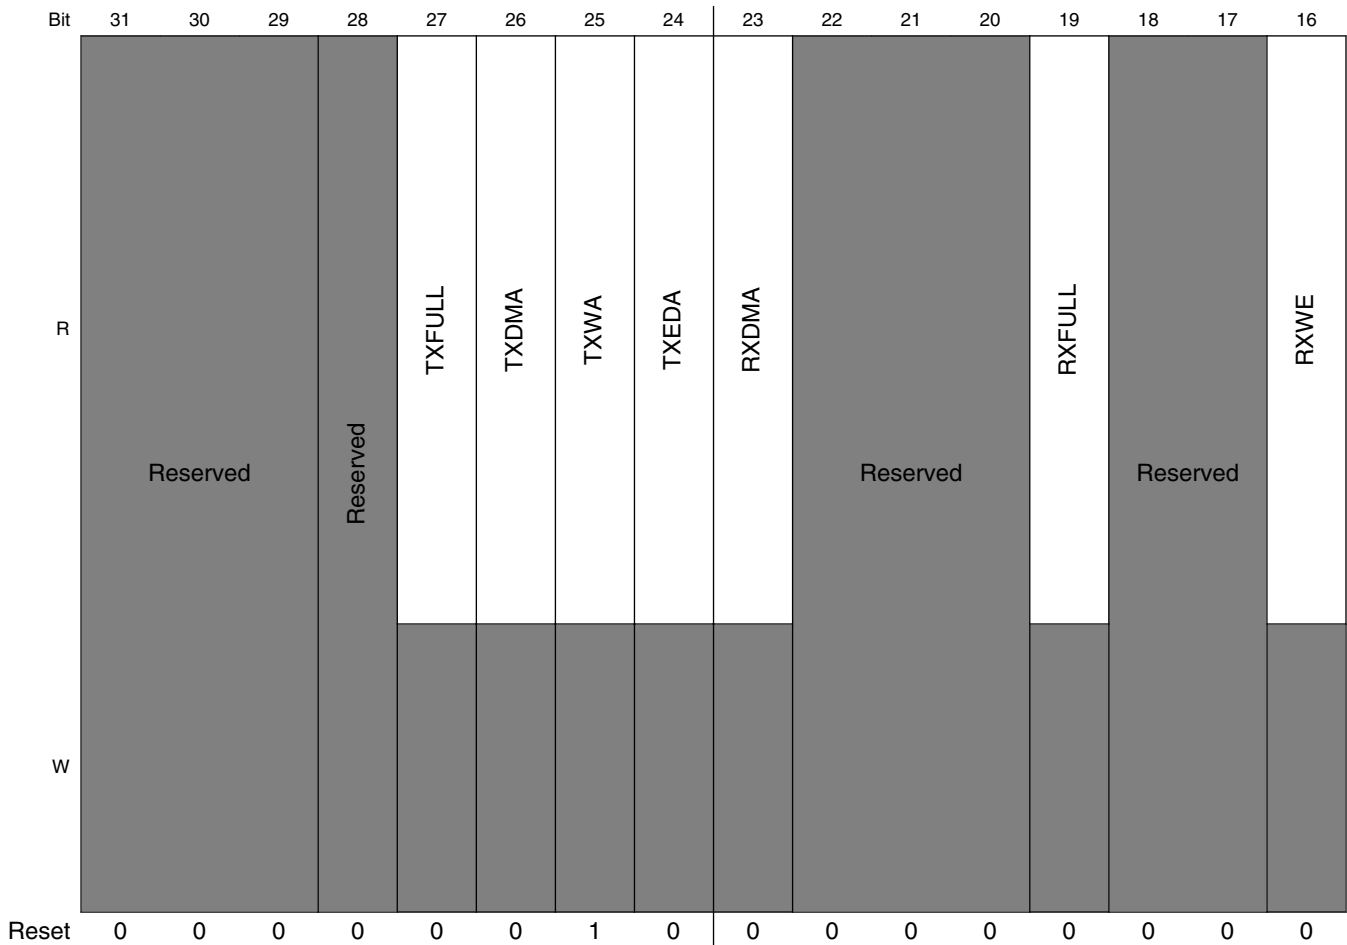 Bit 31 30 29 28 27 26 25 24 23 22 21 20 19 18 17 16
R
TXFULL
TXDMA
TXWA
TXEDA
RXDMA
RXFULL
RXWE
Reserved
Reserved
Reserved
Reserved
W
Reset 0 0 0 0 0 0 1 0 0 0 0 0 0 0 0 0